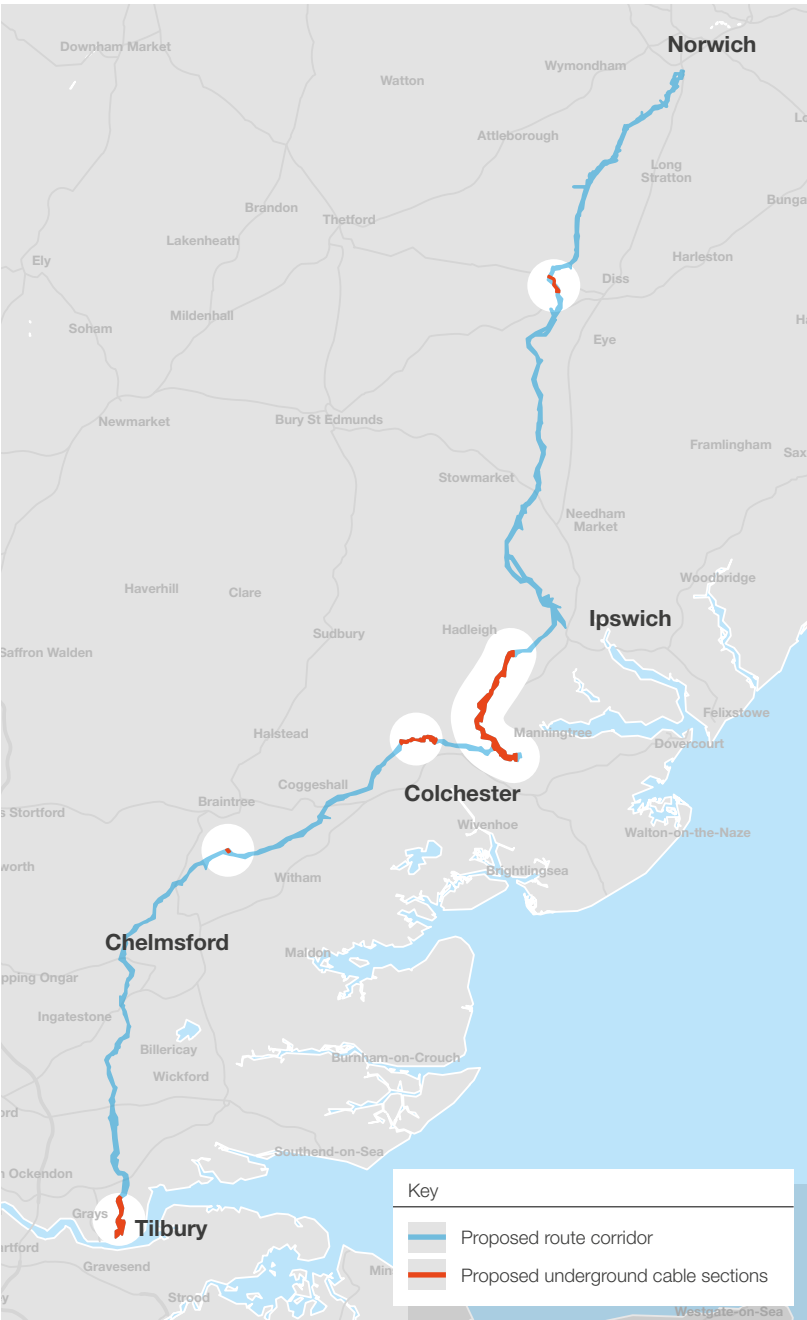 Norwich
Downham Market
Wymondham
Watton
Attleborough
Long
Stratton
Brandon
Thetford
Lakenheath
Harleston
Ely
Diss
Mildenhall
Soham
Eye
Newmarket
Bury St Edmunds
Framlingham
Stowmarket
Needham
Market
Woodbridge
Haverhill
Clare
Ipswich
Hadleigh
Sudbury
Saffron Walden
Felixstowe
Halstead
Manningtree
Dovercourt
Coggeshall
Colchester
Braintree
s Stortford
Wivenhoe
Walton-on-the-Naze
worth
Brightlingsea
Witham
Chelmsford
Maldon
pping Ongar
Ingatestone
Billericay
Burnham-on-Crouch
Wickford
ord
Southend-on-Sea
Ockendon
Grays
Tilbury
artford
Gravesend
Min
Strood
Key
Proposed route corridor
Proposed underground cable sections
Westgate-on-Sea